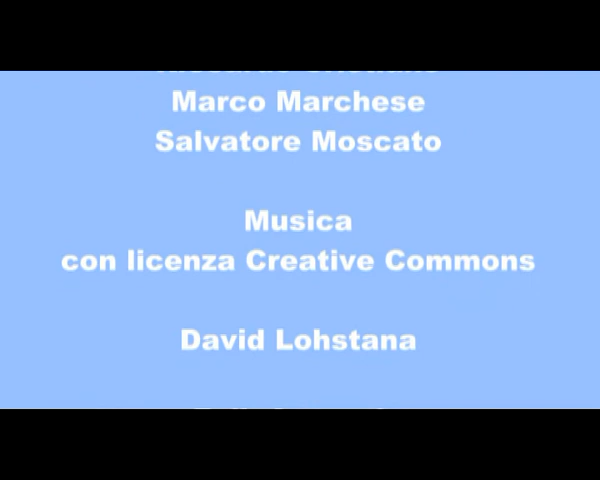 Marco Marchese
Salvatore Moscato
Musica
con licenza Creative Commons
David Lohstana